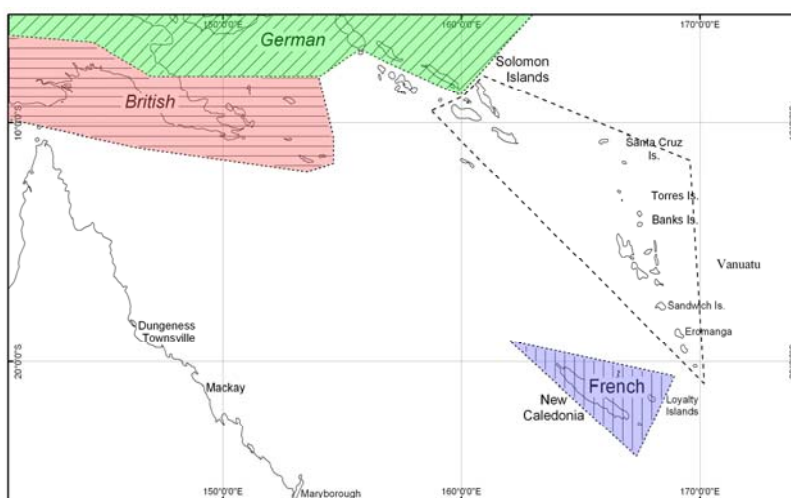 150°0'0"E
160°0'0"E
170°0'0"E
German
Solomon
Islands
British
10°0'0"S
Santa Cruz
Is.
Torres Is.
Banks Is.
Vanuatu
Sandwich Is.
Eromanga
Dungeness
Townsville
20°0'0"S
Mackay
French
New
Caledonia
Loyalty
Islands
150°0'0"E
160°0'0"E
170°0'0"E
Maryborough